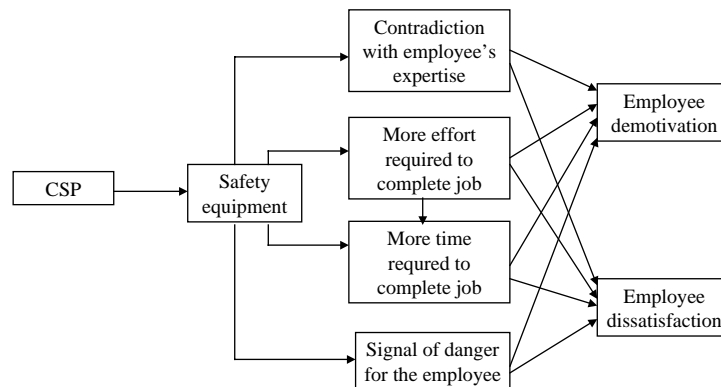 CSP
Safety
equipment
Contradiction
with employee's
expertise
More effort
required to
complete job
More time
requred to
complete job
Signal of danger
for the employee
Employee
demotivation
Employee
dissatisfaction